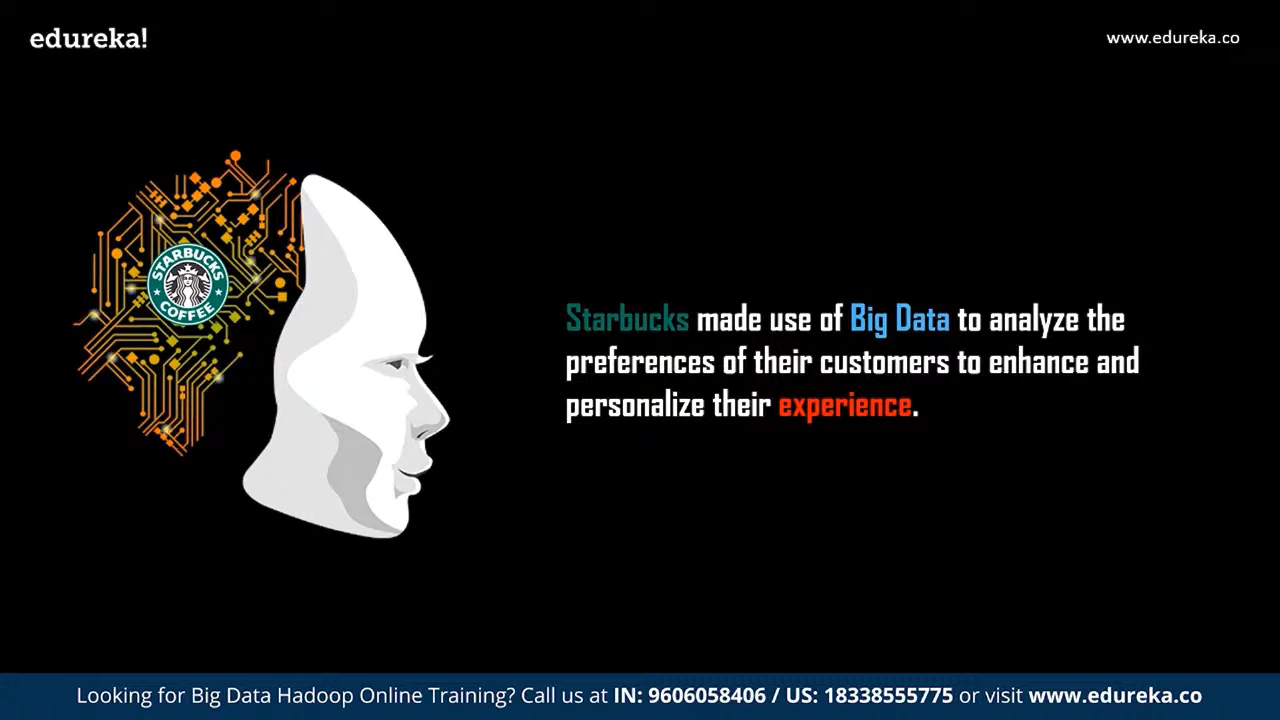 edureka!
www.edureka.co
STARBUCKS
COFFEE
Starbucks made use of Big Data to analyze the
preferences of their customers to enhance and
personalize their experience.
Looking for Big Data Hadoop Online Training? Call us at IN: 9606058406 / US: 18338555775 or visit www.edureka.co